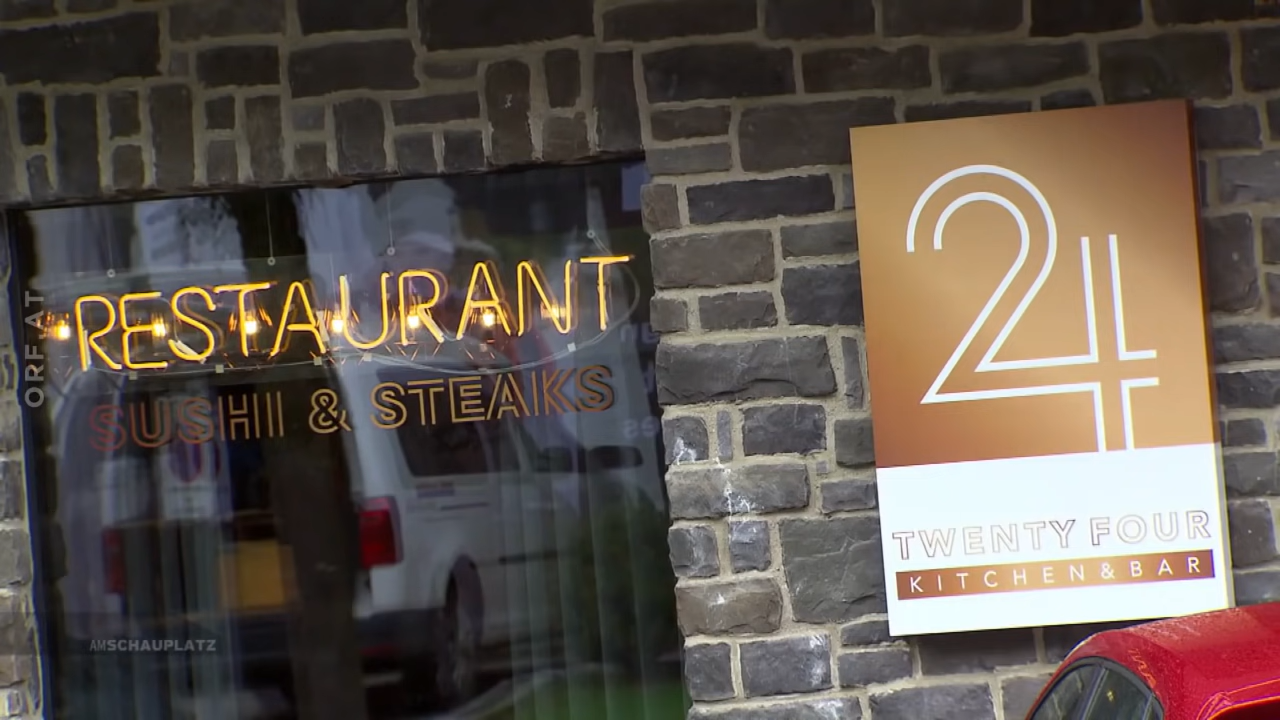 ORF.AT
RESTAURANT
SUSHI & STEAKS
24
TWENTY FOUR
KITCHEN&BAR
AMSCHAUPLATZ